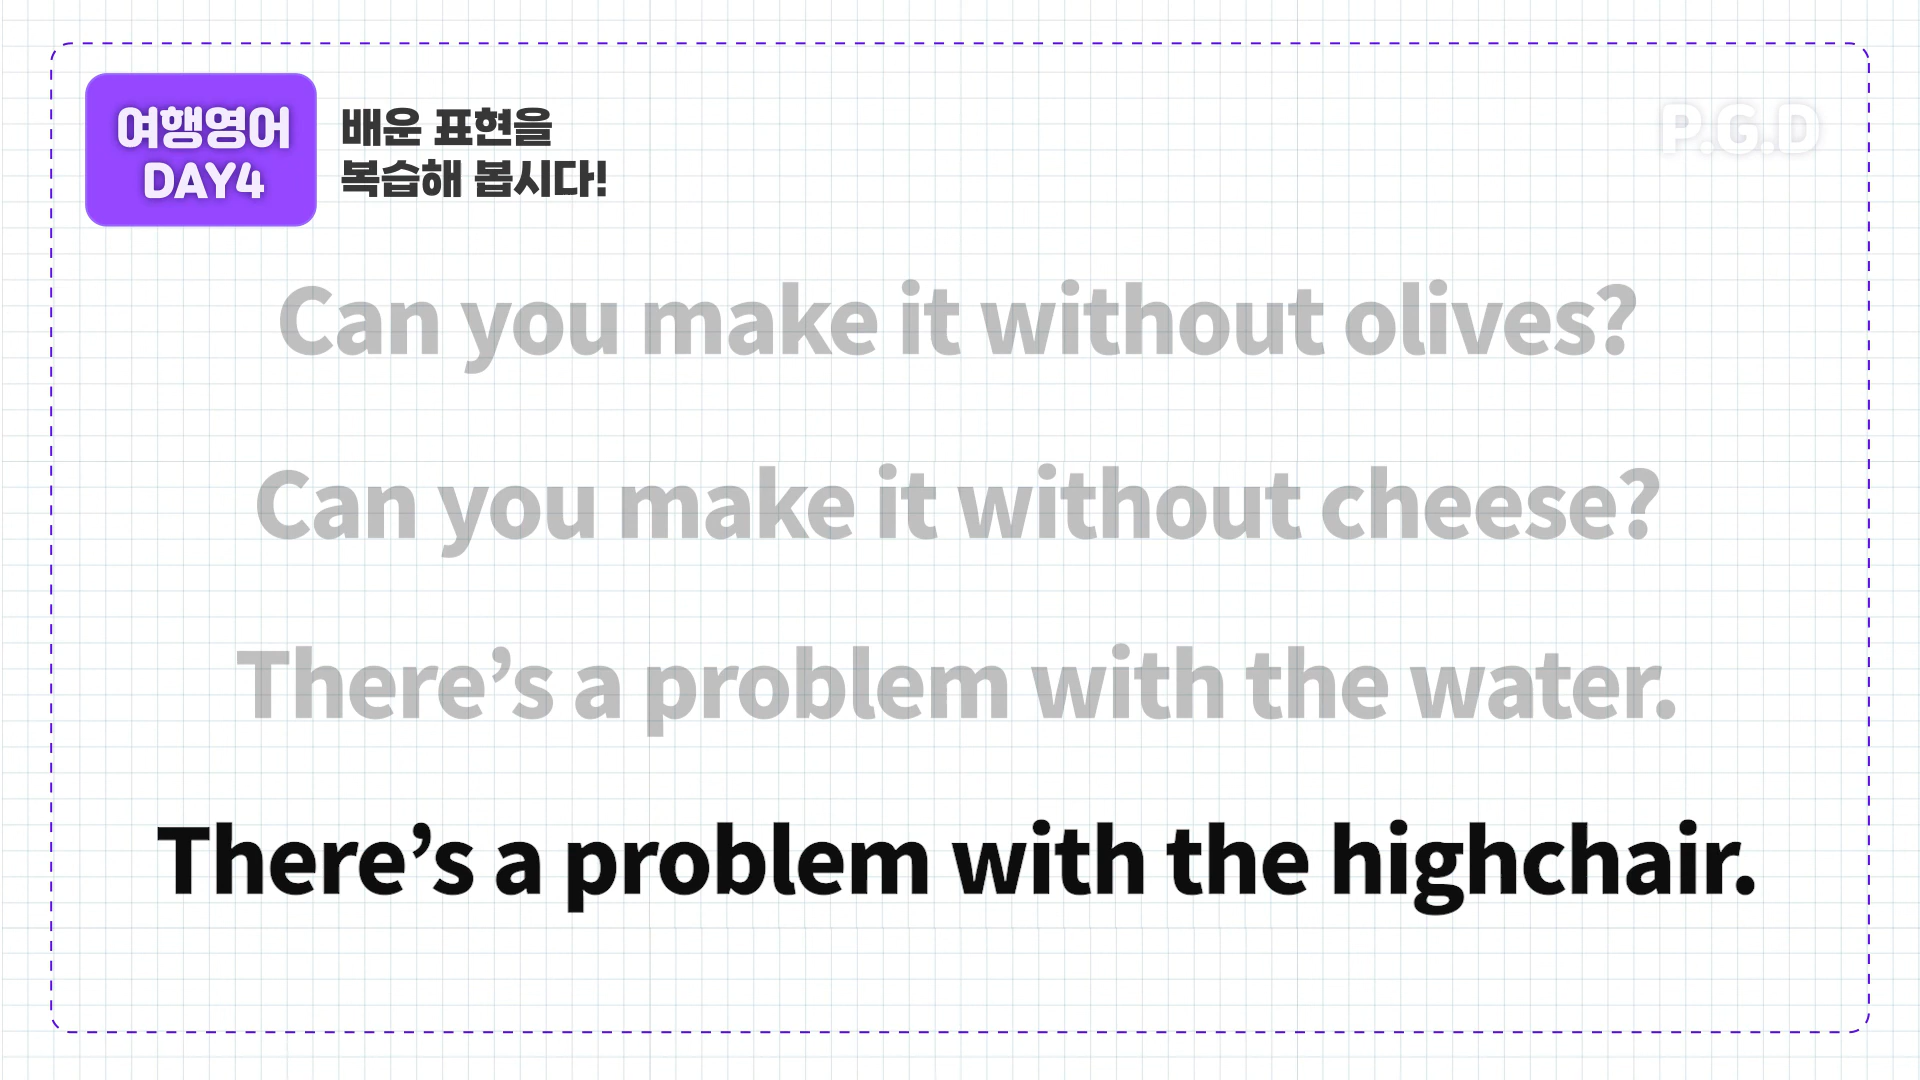 여행영어
DAY4
배운 표현을
복습해 봅시다!
P.G.D
Can you make it without olives?
Can you make it without cheese?
There’s a problem with the water.
There’s a problem with the highchair.